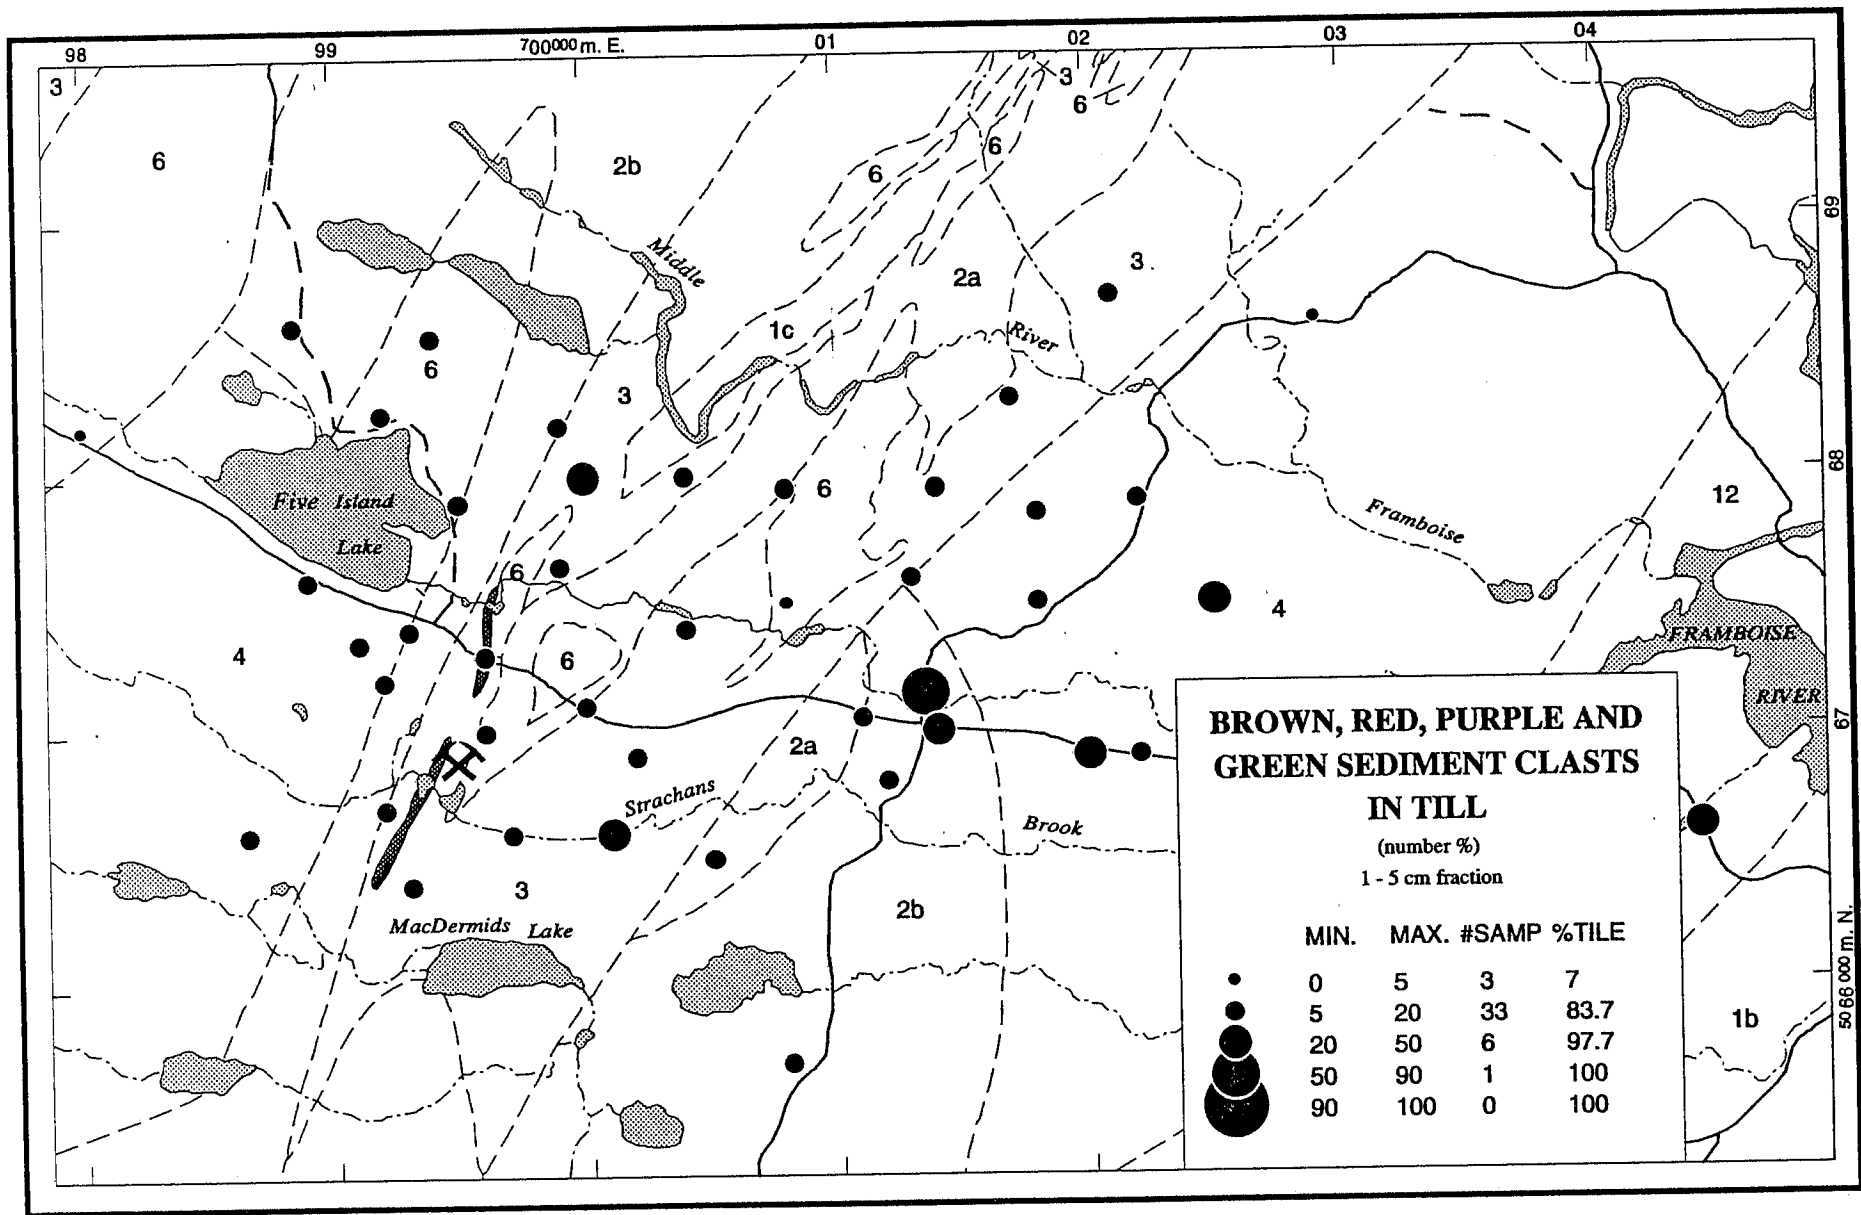 98 99 700000 m. E. 01 02 03 04
3
3
6
6
6
2b
6
6
69
Middle
3
2a
1c
River
6
3
68
6
12
Five Island
Framboise
Lake
6
4
FRAMBOISE
4
6
RIVER
67
2a
Strachans
Brook
3
2b
MacDermids Lake
5066000 m. N.
1b
BROWN, RED, PURPLE AND
GREEN SEDIMENT CLASTS
IN TILL
(number %)
1 - 5 cm fraction
MIN. MAX. #SAMP %TILE
0 5 3 7
5 20 33 83.7
20 50 6 97.7
50 90 1 100
90 100 0 100